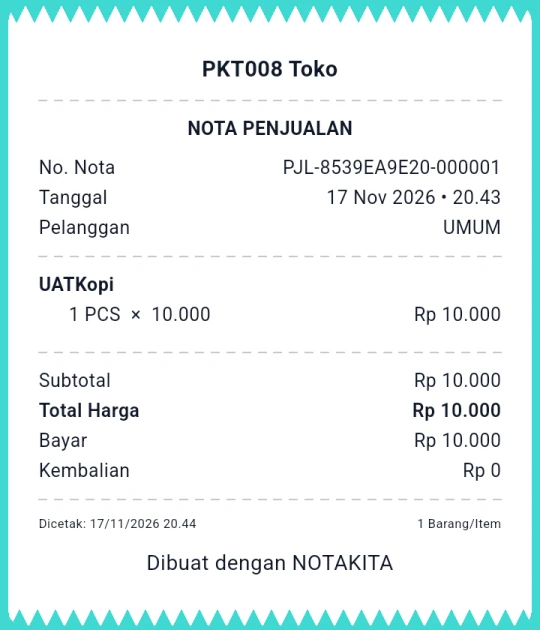 PKT008 Toko
NOTA PENJUALAN
No. Nota PJL-8539EA9E20-000001
Tanggal 17 Nov 2026 • 20.43
Pelanggan UMUM
UATKopi
1 PCS × 10.000 Rp 10.000
Subtotal Rp 10.000
Total Harga Rp 10.000
Bayar Rp 10.000
Kembalian Rp 0
Dicetak: 17/11/2026 20.44 1 Barang/Item
Dibuat dengan NOTAKITA